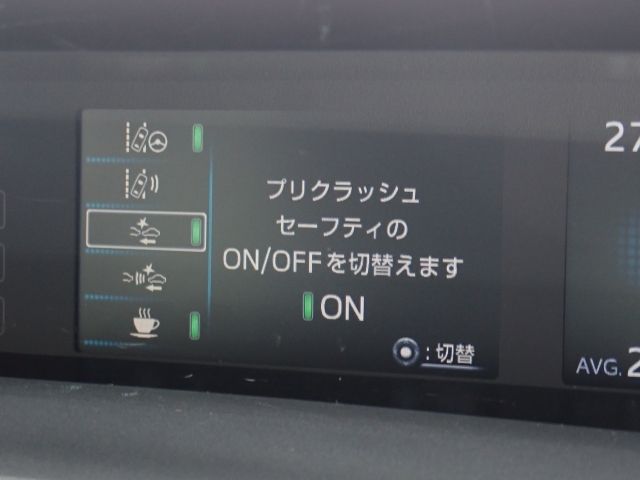 プリクラッシュ
セーフティの
ON/OFFを切替えます
ON
:切替
27
AVG. 2